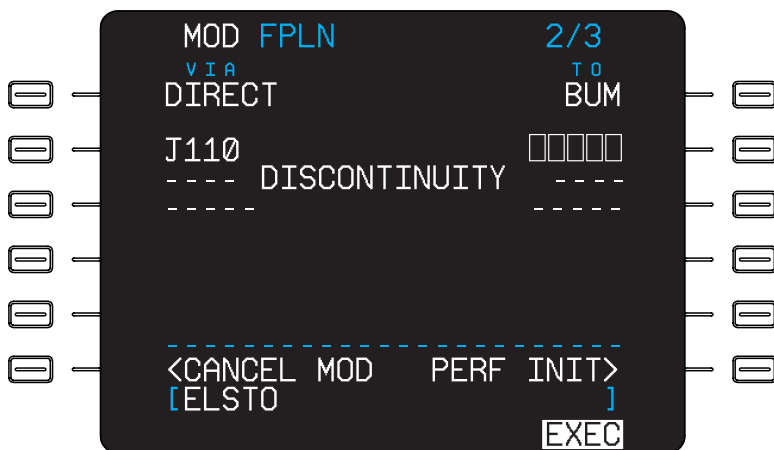 MOD FPLN 2/3
VIA TO
DIRECT BUM
J110 □□□□□
---- DISCONTINUITY ----
----- -----
--------------------
<CANCEL MOD PERF INIT>
[ELSTO ]
EXEC